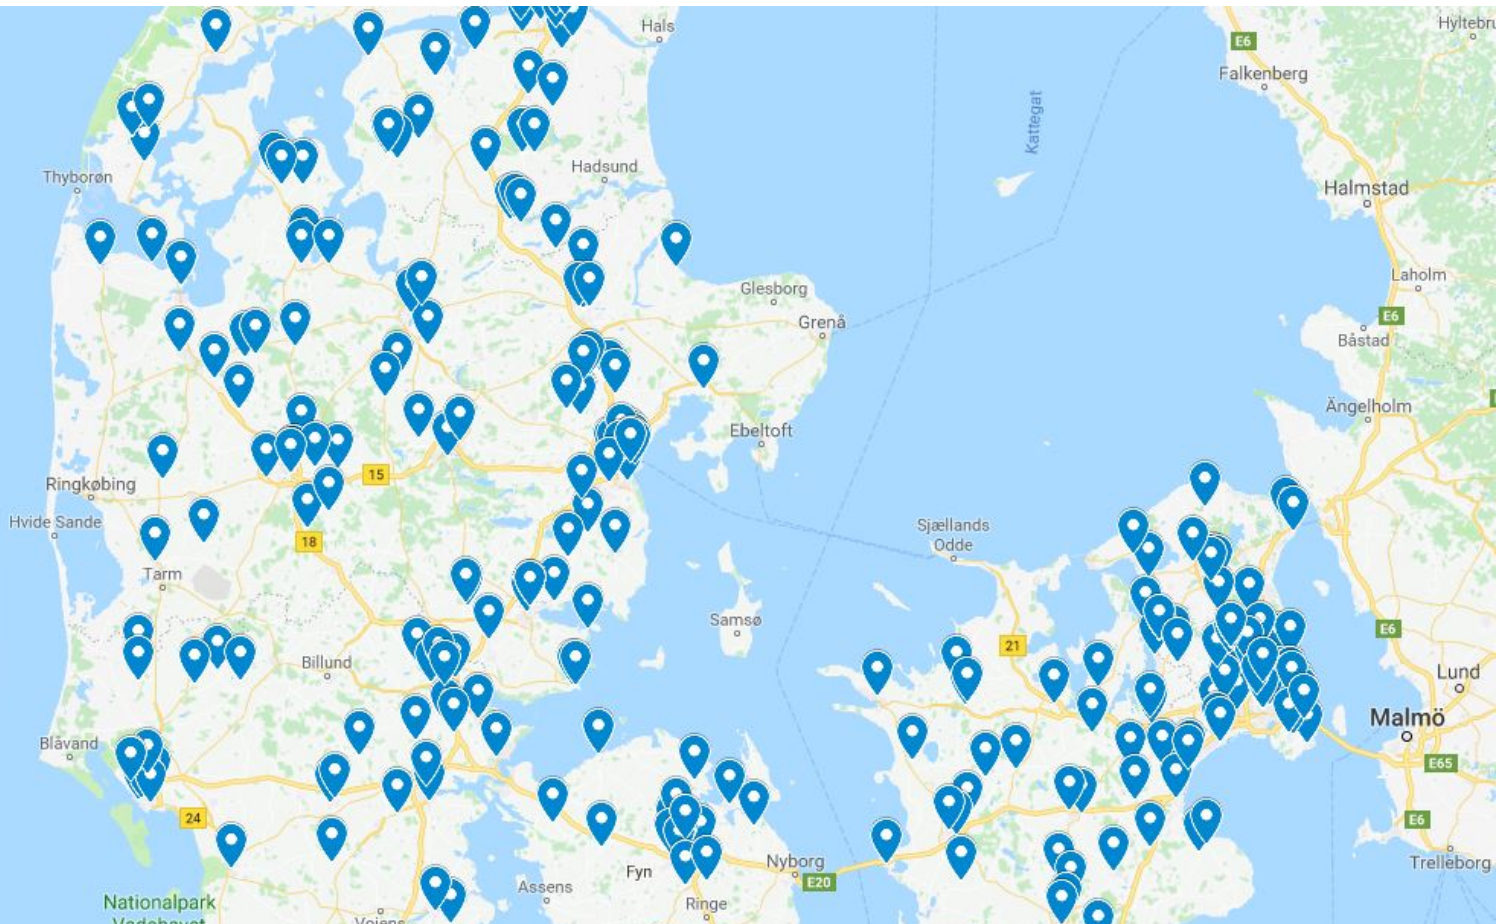 Hals
E6
Hyltebru
Falkenberg
Kattegat
Thyborøn
Hadsund
Halmstad
Laholm
Glesborg
Grenå
E6
Båstad
Ängelholm
Ebeltoft
15
Ringkøbing
Hvide Sande
18
Sjællands
Odde
Tarm
Samsø
21
E6
Billund
Lund
Malmö
Blåvand
E65
24
E6
Nyborg
Trelleborg
Fyn
E20
Assens
Nationalpark
Ringe
Vadehavet
Vojens